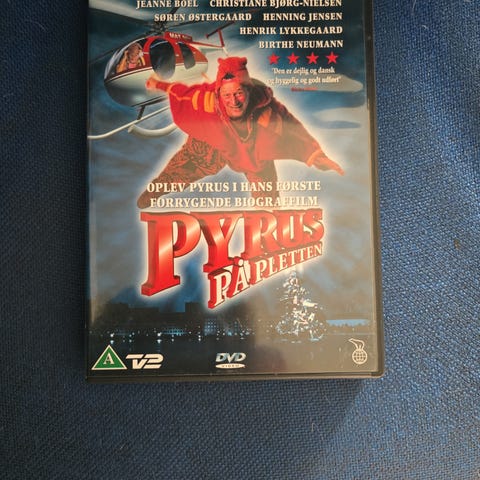 JEANNE BOEL CHRISTIANE BJØRG-NIELSEN
SØREN ØSTERGAARD HENNING JENSEN
HENRIK LYKKEGAARD
BIRTHE NEUMANN
"Den er dejlig og dansk
og hyggelig og godt udført"
OPLEV PYRUS I HANS FØRSTE
FORRYGENDE BIOGRAFFILM
PYRUS
PÅ PLETTEN
A
TV2
DVD
VIDEO